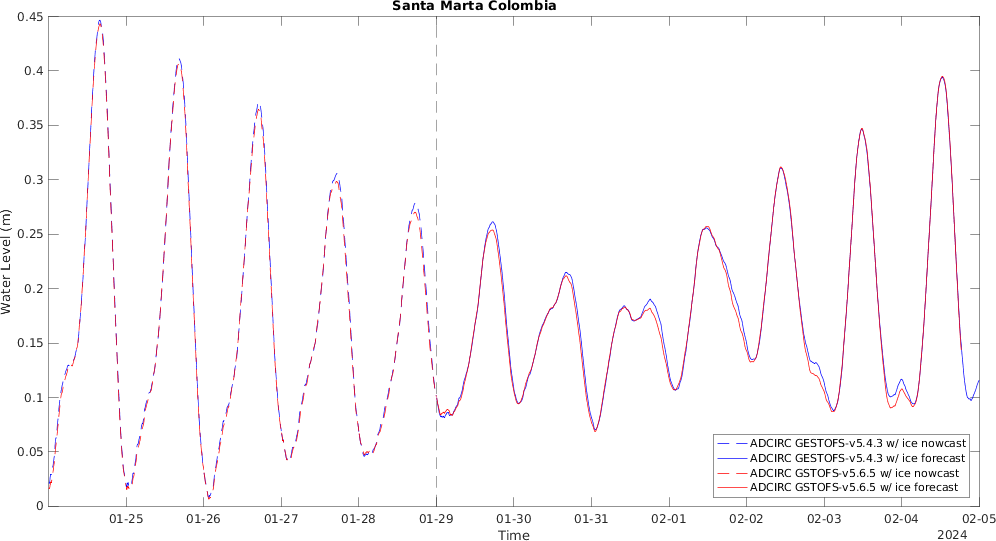 Santa Marta Colombia
0.45
0.4
0.35
0.3
0.25
0.2
0.15
0.1
0.05
0
Water Level (m)
ADCIRC GESTOFS-v5.4.3 w/ ice nowcast
ADCIRC GESTOFS-v5.4.3 w/ ice forecast
ADCIRC GSTOFS-v5.6.5 w/ ice nowcast
ADCIRC GSTOFS-v5.6.5 w/ ice forecast
01-25 01-26 01-27 01-28 01-29 01-30 01-31 02-01 02-02 02-03 02-04 02-05
Time
2024